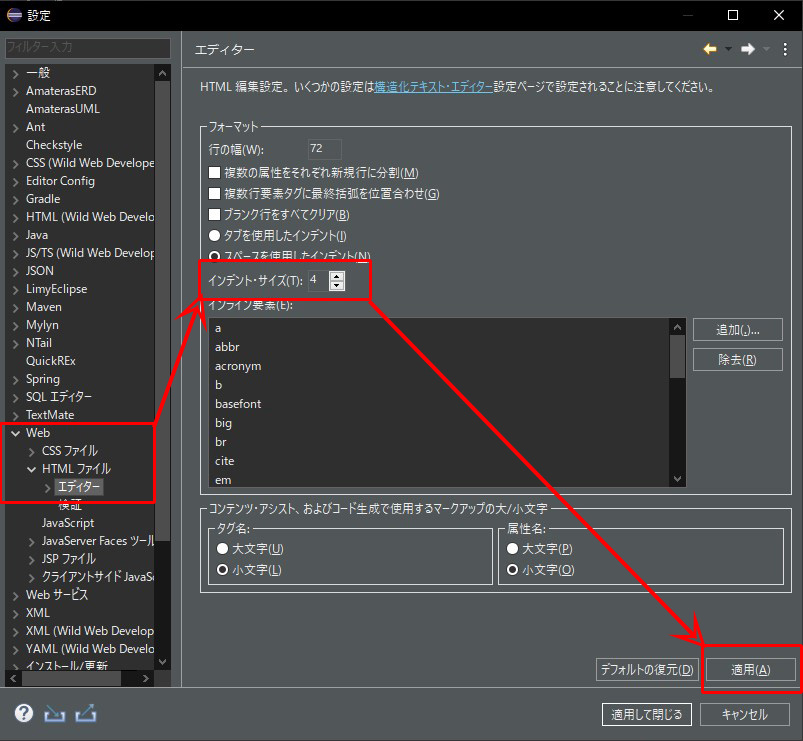 設定
フィルター入力
一般
AmaterasERD
AmaterasUML
Ant
Checkstyle
CSS (Wild Web Develope
Editor Config
Gradle
HTML (Wild Web Develo
Java
JS/TS (Wild Web Develop
JSON
LimyEclipse
Maven
Mylyn
NTail
QuickREx
Spring
SQL エディター
TextMate
Web
CSS ファイル
HTML ファイル
エディター
検証
JavaScript
JavaServer Faces ツール
JSP ファイル
クライアントサイド JavaSc
Web サービス
XML
XML (Wild Web Develop
YAML (Wild Web Develo
インストール/更新
エディター
HTML 編集設定。いくつかの設定は構造化テキスト・エディター設定ページで設定されることに注意してください。
フォーマット
行の幅(W): 72
複数の属性をそれぞれ新規行に分割(M)
複数行要素タグに最終括弧を位置合わせ(G)
ブランク行をすべてクリア(B)
タブを使用したインデント(I)
スペースを使用したインデント(N)
インデント・サイズ(T): 4
インライン要素(E):
a
abbr
acronym
b
basefont
big
br
cite
em
追加(,)...
除去(R)
コンテンツ・アシスト、およびコード生成で使用するマークアップの大/小文字
タグ名:
大文字(U)
小文字(L)
属性名:
大文字(P)
小文字(O)
デフォルトの復元(D)
適用(A)
適用して閉じる
キャンセル